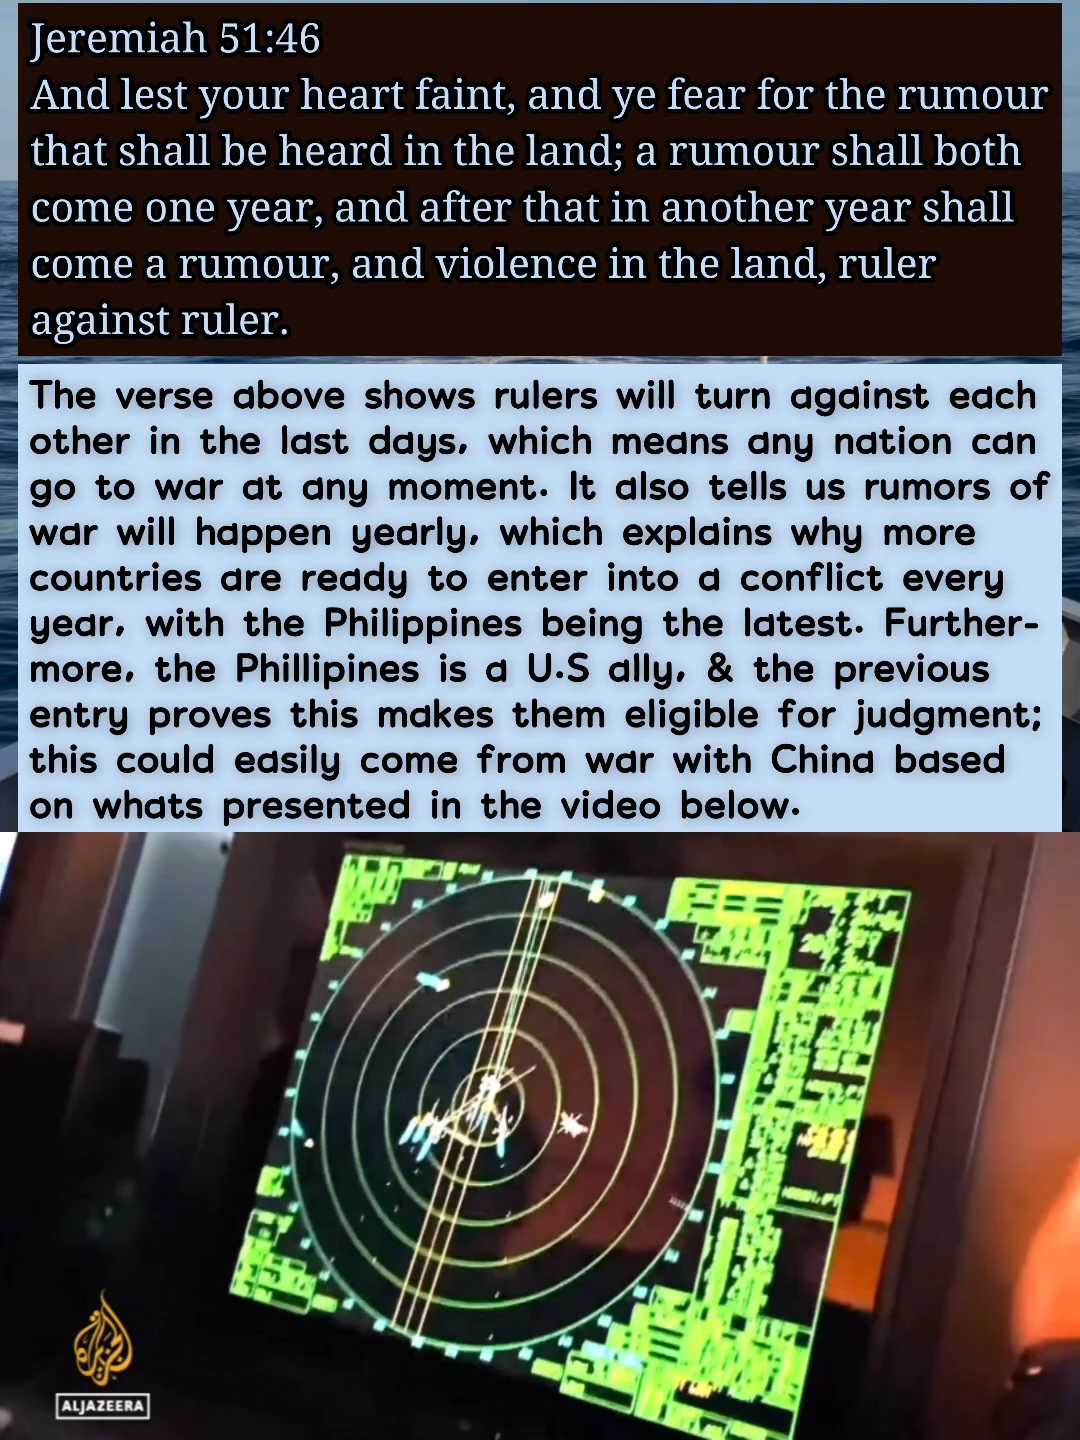 Jeremiah 51:46
And lest your heart faint, and ye fear for the rumour
that shall be heard in the land; a rumour shall both
come one year, and after that in another year shall
come a rumour, and violence in the land, ruler
against ruler.
The verse above shows rulers will turn against each
other in the last days, which means any nation can
go to war at any moment. It also tells us rumors of
war will happen yearly, which explains why more
countries are ready to enter into a conflict every
year, with the Philippines being the latest. Further-
more, the Phillipines is a U.S ally, & the previous
entry proves this makes them eligible for judgment;
this could easily come from war with China based
on whats presented in the video below.
الجزيرة
ALJAZEERA